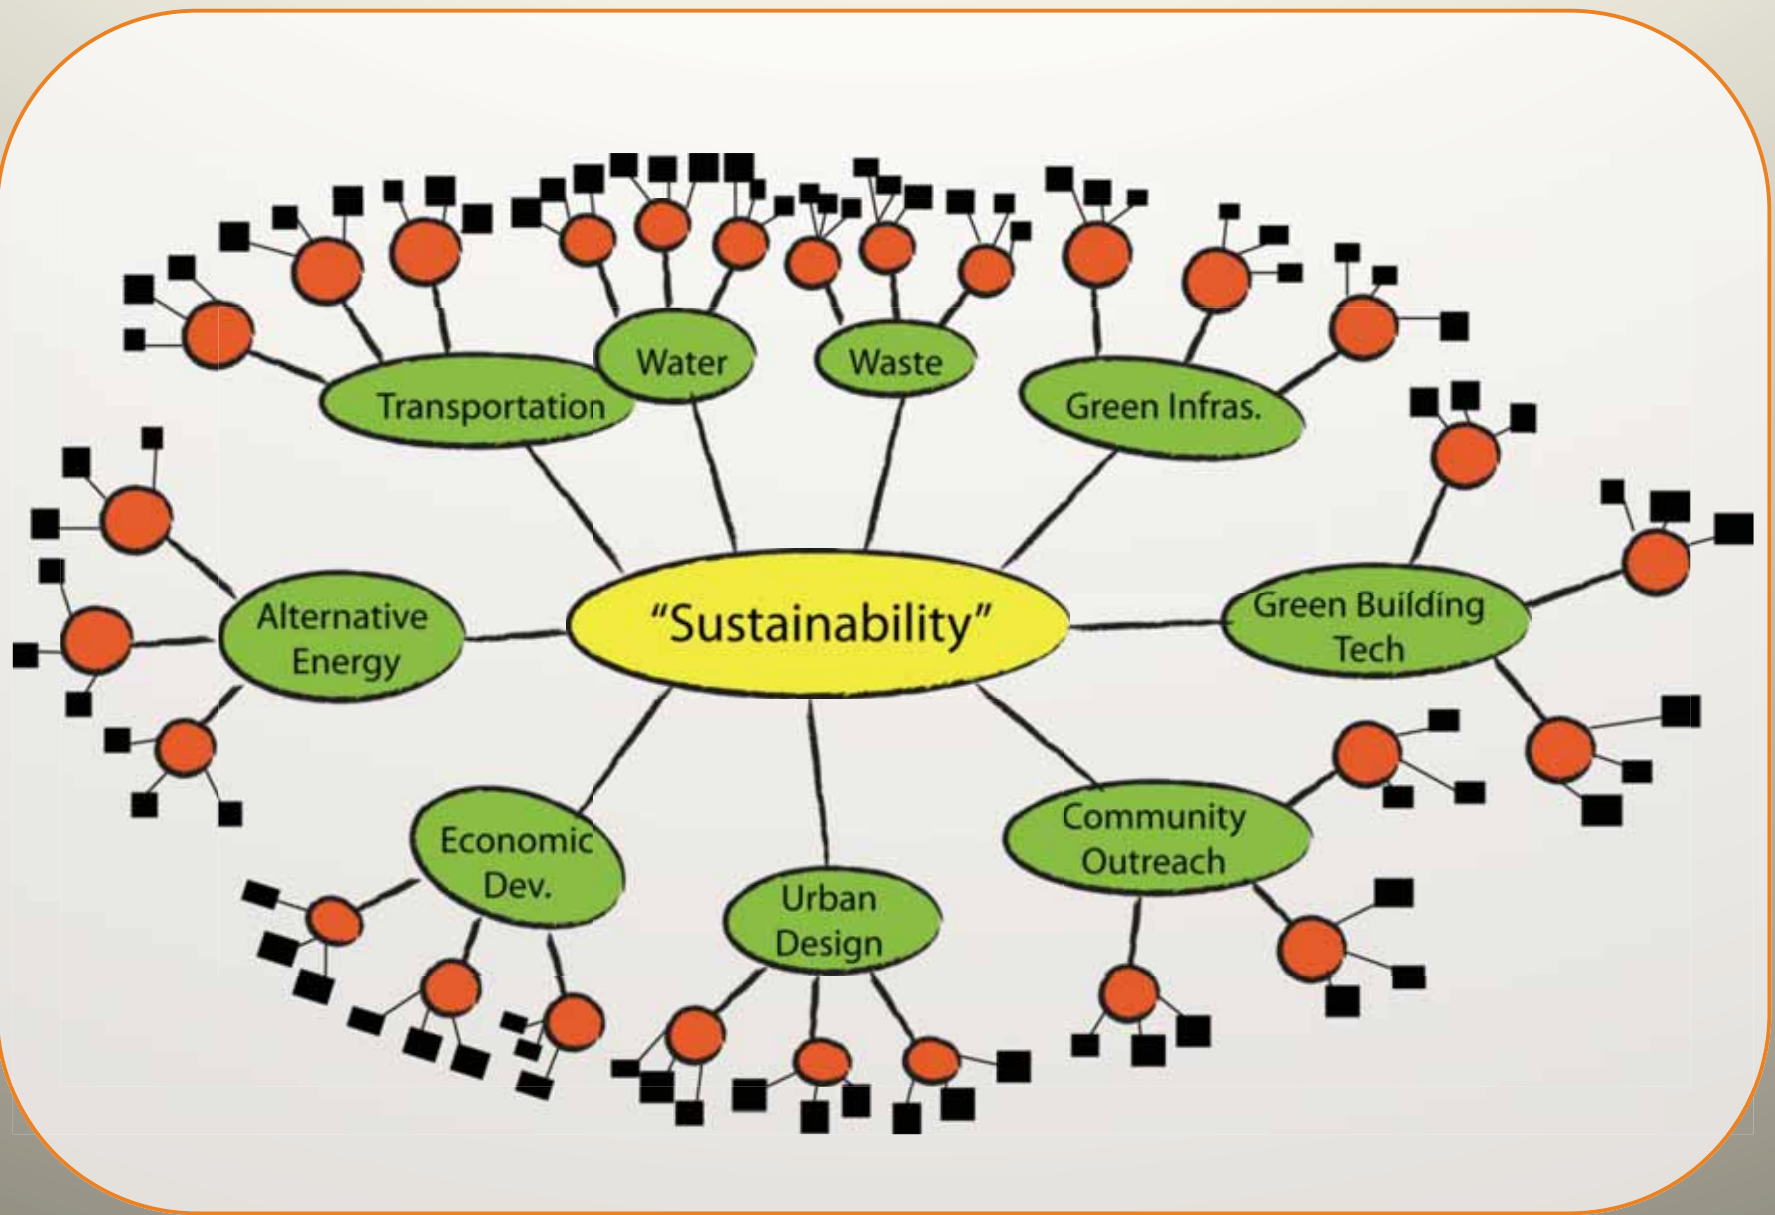 Water
Waste
Transportation
Green Infras.
Alternative
Energy
“Sustainability”
Green Building
Tech
Economic
Dev.
Urban
Design
Community
Outreach